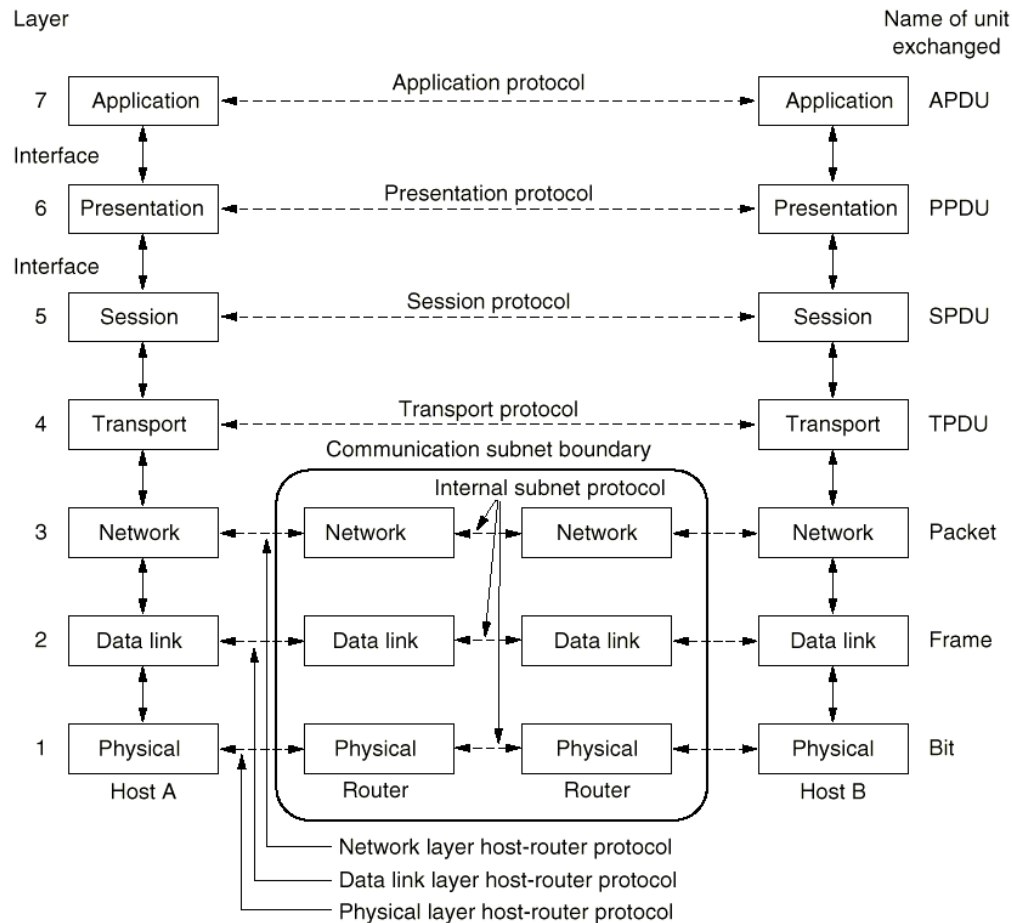 Layer
Name of unit
exchanged
Application protocol
7
Application
Application
APDU
Interface
Presentation protocol
6
Presentation
Presentation
PPDU
Interface
Session protocol
5
Session
Session
SPDU
Transport protocol
4
Transport
Transport
TPDU
Communication subnet boundary
Internal subnet protocol
3
Network
Network
Network
Network
Packet
2
Data link
Data link
Data link
Data link
Frame
1
Physical
Physical
Physical
Physical
Bit
Host A
Router
Router
Host B
Network layer host-router protocol
Data link layer host-router protocol
Physical layer host-router protocol